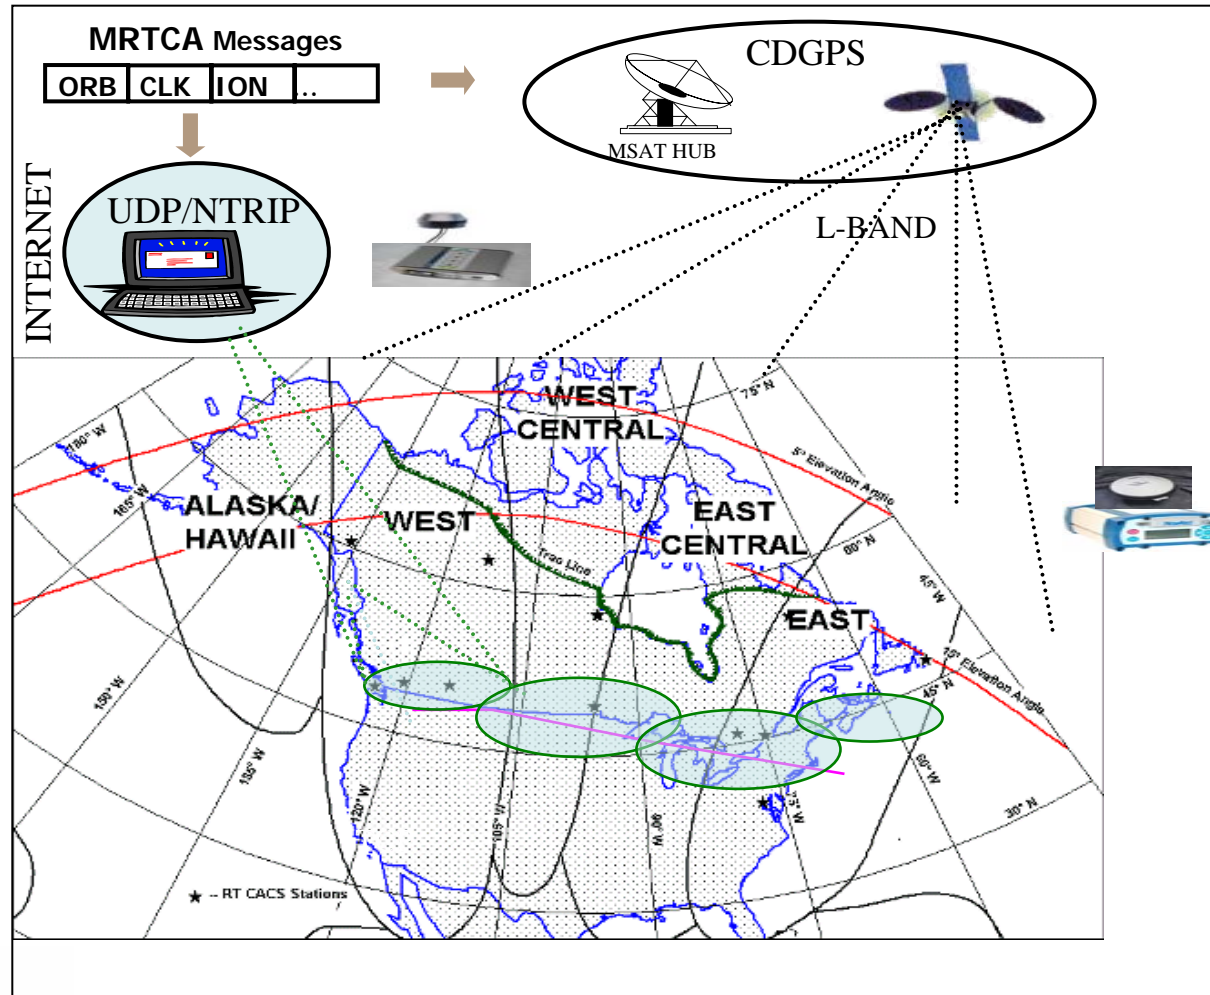 MRTCA Messages
ORB CLK ION ...
CDGPS
MSAT HUB
INTERNET
UDP/NTRIP
L-BAND
WEST
CENTRAL
75° N
180° W
165° W
5° Elevation Angle
ALASKA/
HAWAII
WEST
EAST
CENTRAL
60° N
Tree Line
45° W
EAST
15° Elevation Angle
45° N
150° W
135° W
120° W
105° W
90° W
75° W
60° W
30° N
★ -- RT CACS Stations